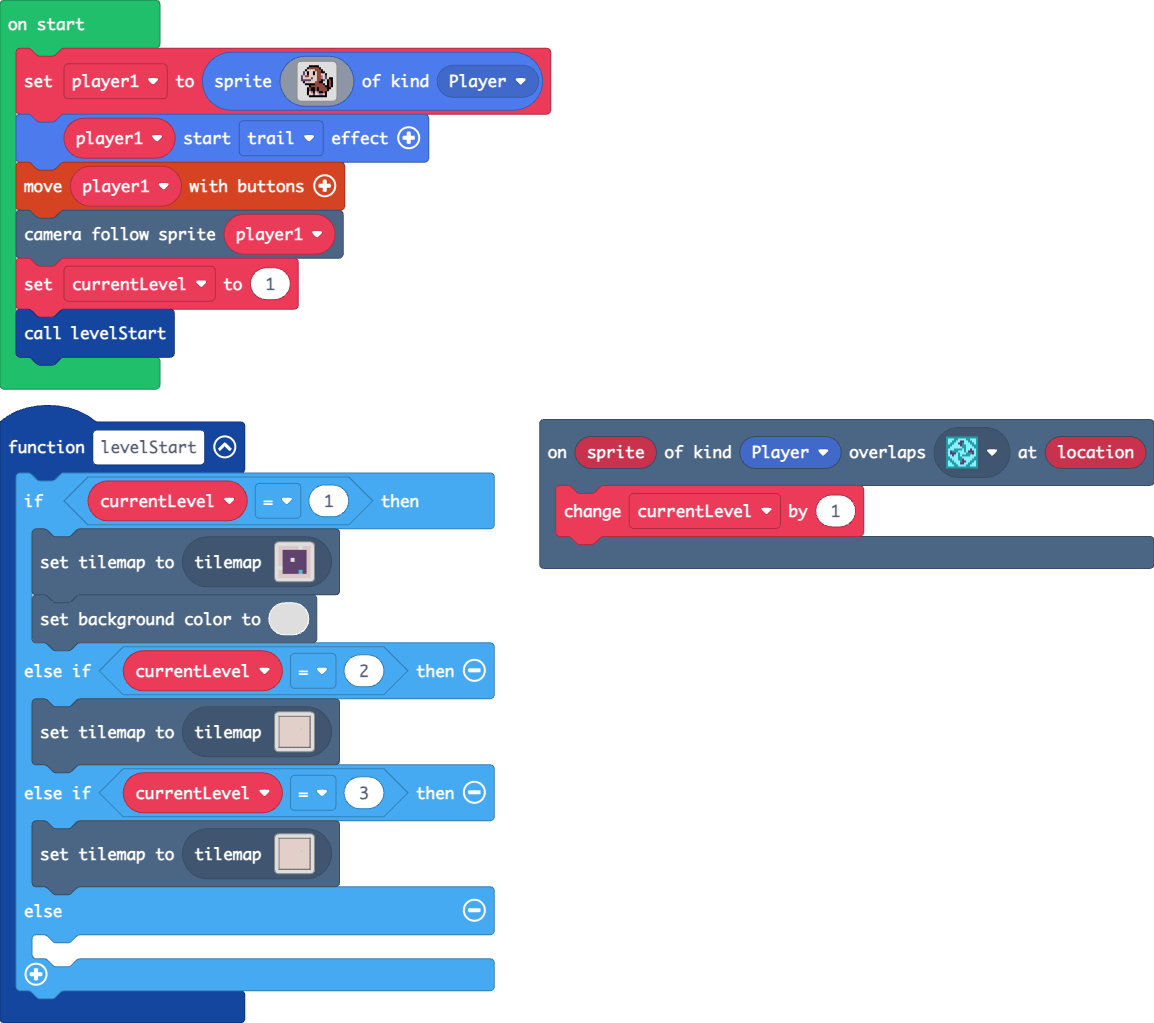 on start
set player1 to sprite of kind Player
player1 start trail effect
move player1 with buttons
camera follow sprite player1
set currentLevel to 1
call levelStart
function levelStart
if currentLevel = 1 then
set tilemap to tilemap
set background color to
else if currentLevel = 2 then
set tilemap to tilemap
else if currentLevel = 3 then
set tilemap to tilemap
else
on sprite of kind Player overlaps at location
change currentLevel by 1